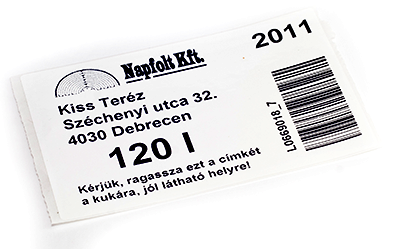 Napfolt Kft.
2011
Kiss Teréz
Széchenyi utca 32.
4030 Debrecen
120 l
L0669018_7
Kérjük, ragassza ezt a címkét
a kukára, jól látható helyre!